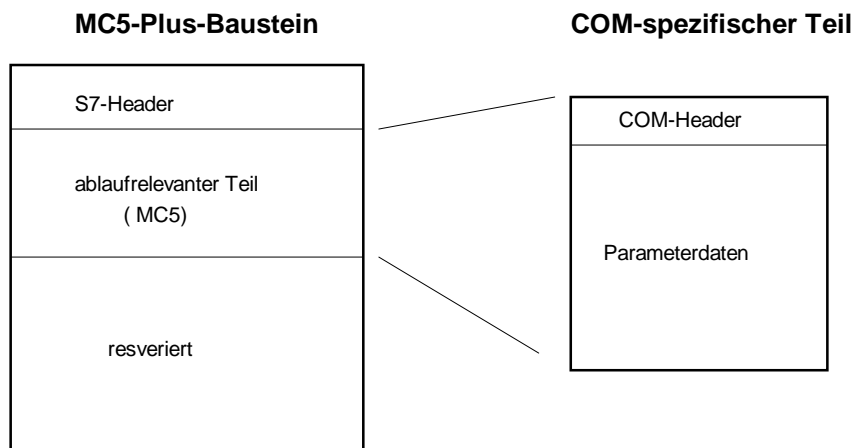 MC5-Plus-Baustein
S7-Header
ablaufrelevanter Teil
( MC5)
resveriert
COM-spezifischer Teil
COM-Header
Parameterdaten